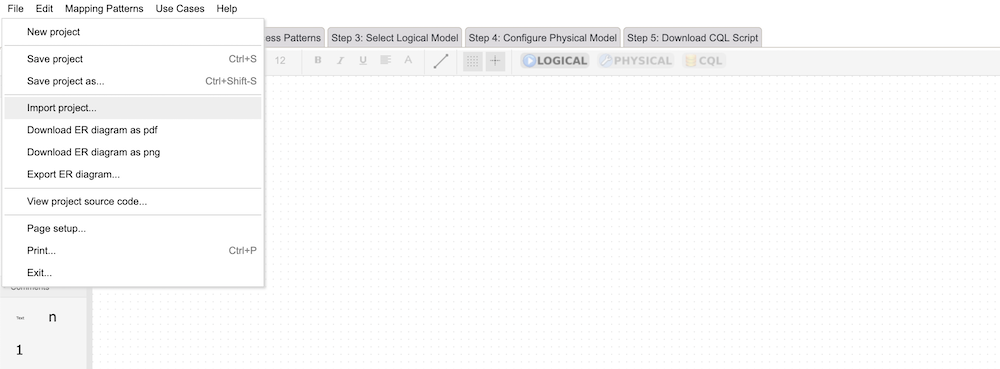 File Edit Mapping Patterns Use Cases Help
New project
ess Patterns Step 3: Select Logical Model Step 4: Configure Physical Model Step 5: Download CQL Script
Save project Ctrl+S
12 B I U A LOGICAL PHYSICAL CQL
Save project as... Ctrl+Shift-S
Import project...
Download ER diagram as pdf
Download ER diagram as png
Export ER diagram...
View project source code...
Page setup...
Print... Ctrl+P
Exit...
Comments
Text n
1